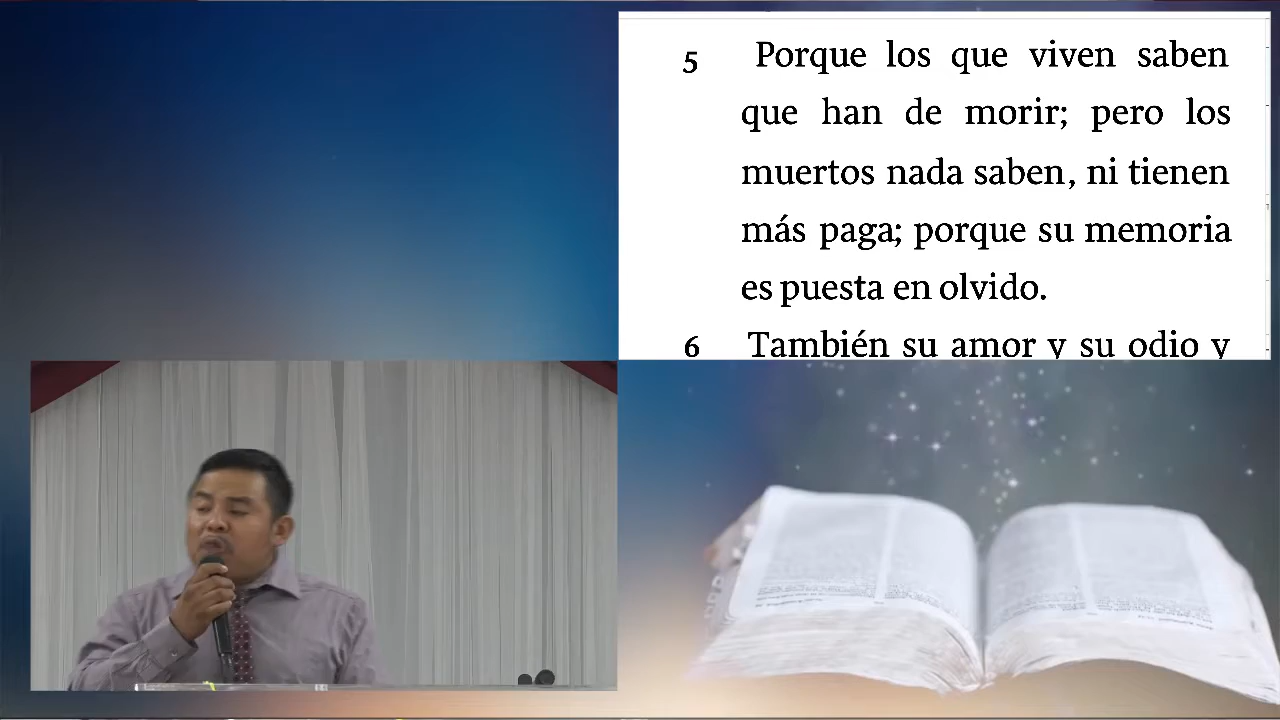 5 Porque los que viven saben
que han de morir; pero los
muertos nada saben, ni tienen
más paga; porque su memoria
es puesta en olvido.
6 También su amor y su odio y